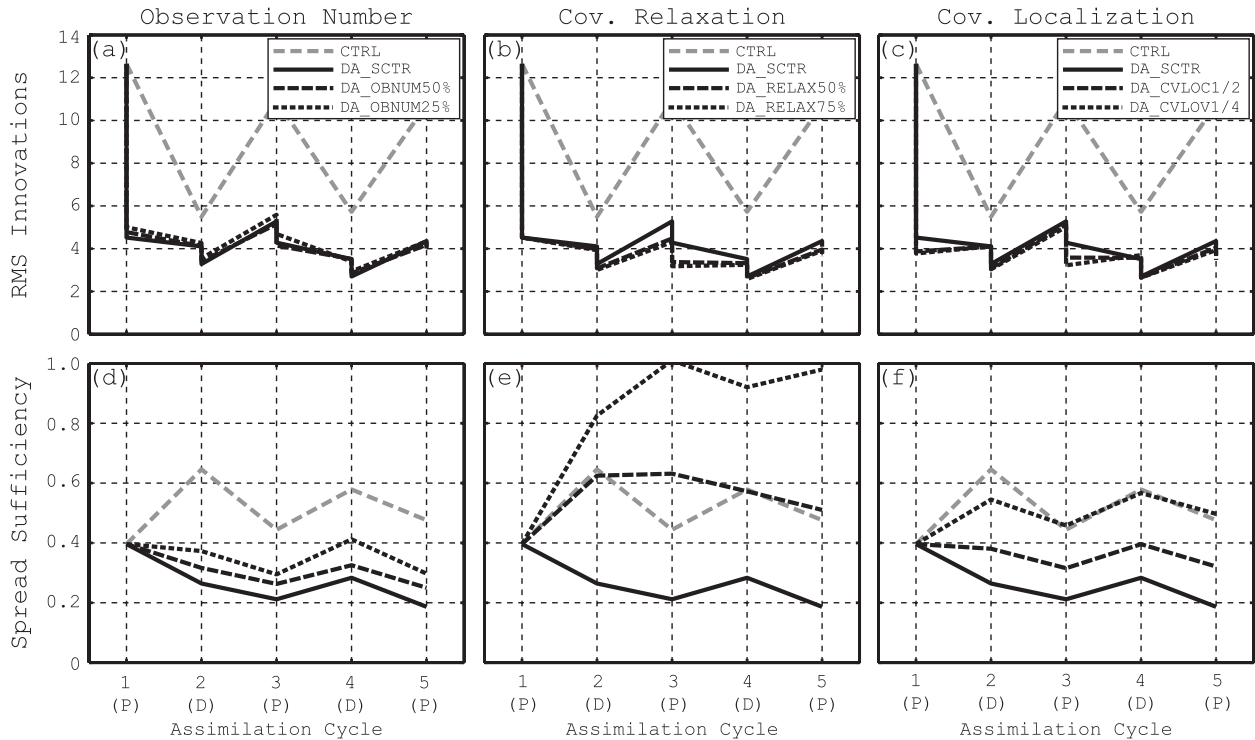 Observation Number
Cov. Relaxation
Cov. Localization
RMS Innovations
14
12
10
8
6
4
2
0
(a)
CTRL
DA_SCTR
DA_OBNUM50%
DA_OBNUM25%
(b)
CTRL
DA_SCTR
DA_RELAX50%
DA_RELAX75%
(c)
CTRL
DA_SCTR
DA_CVLOC1/2
DA_CVLOV1/4
Spread Sufficiency
1.0
0.8
0.6
0.4
0.2
0
(d)
(e)
(f)
1 2 3 4 5
(P) (D) (P) (D) (P)
Assimilation Cycle
1 2 3 4 5
(P) (D) (P) (D) (P)
Assimilation Cycle
1 2 3 4 5
(P) (D) (P) (D) (P)
Assimilation Cycle